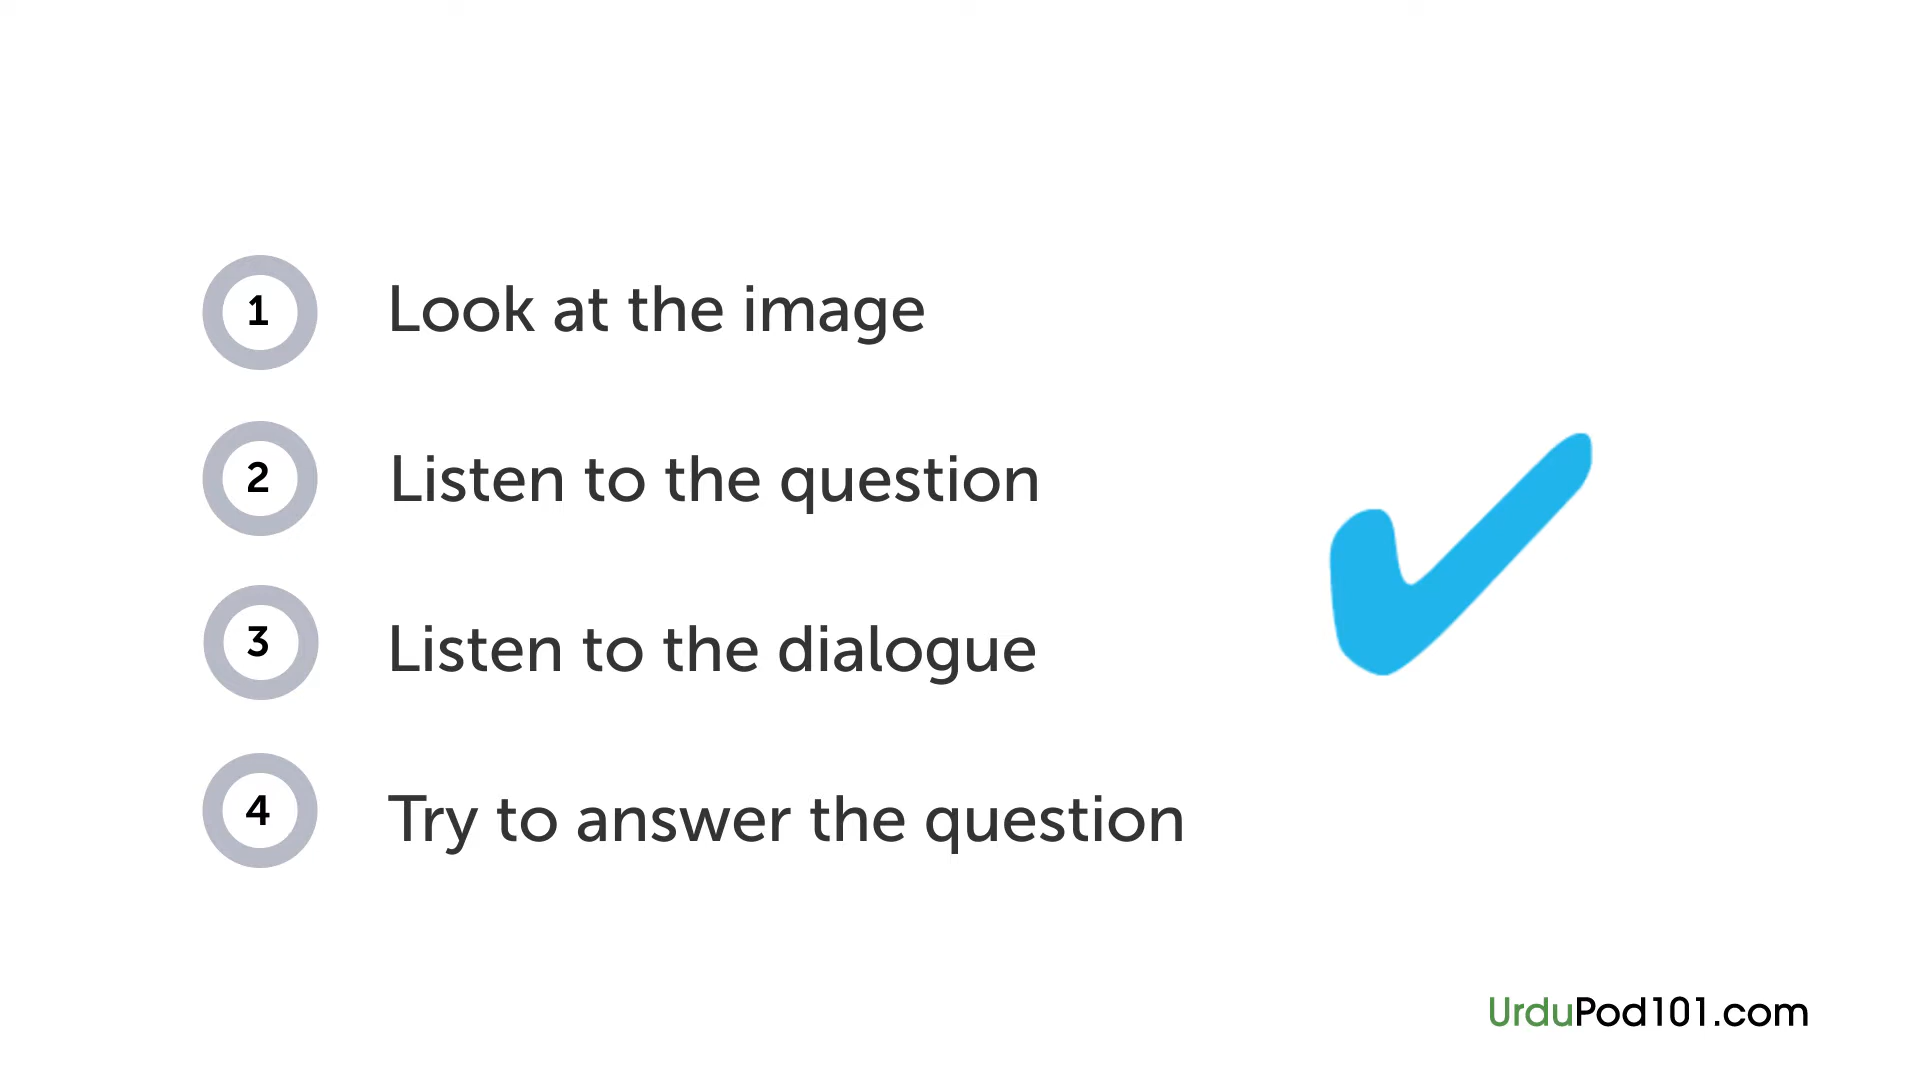 1 Look at the image
2 Listen to the question
3 Listen to the dialogue
4 Try to answer the question
UrduPod101.com